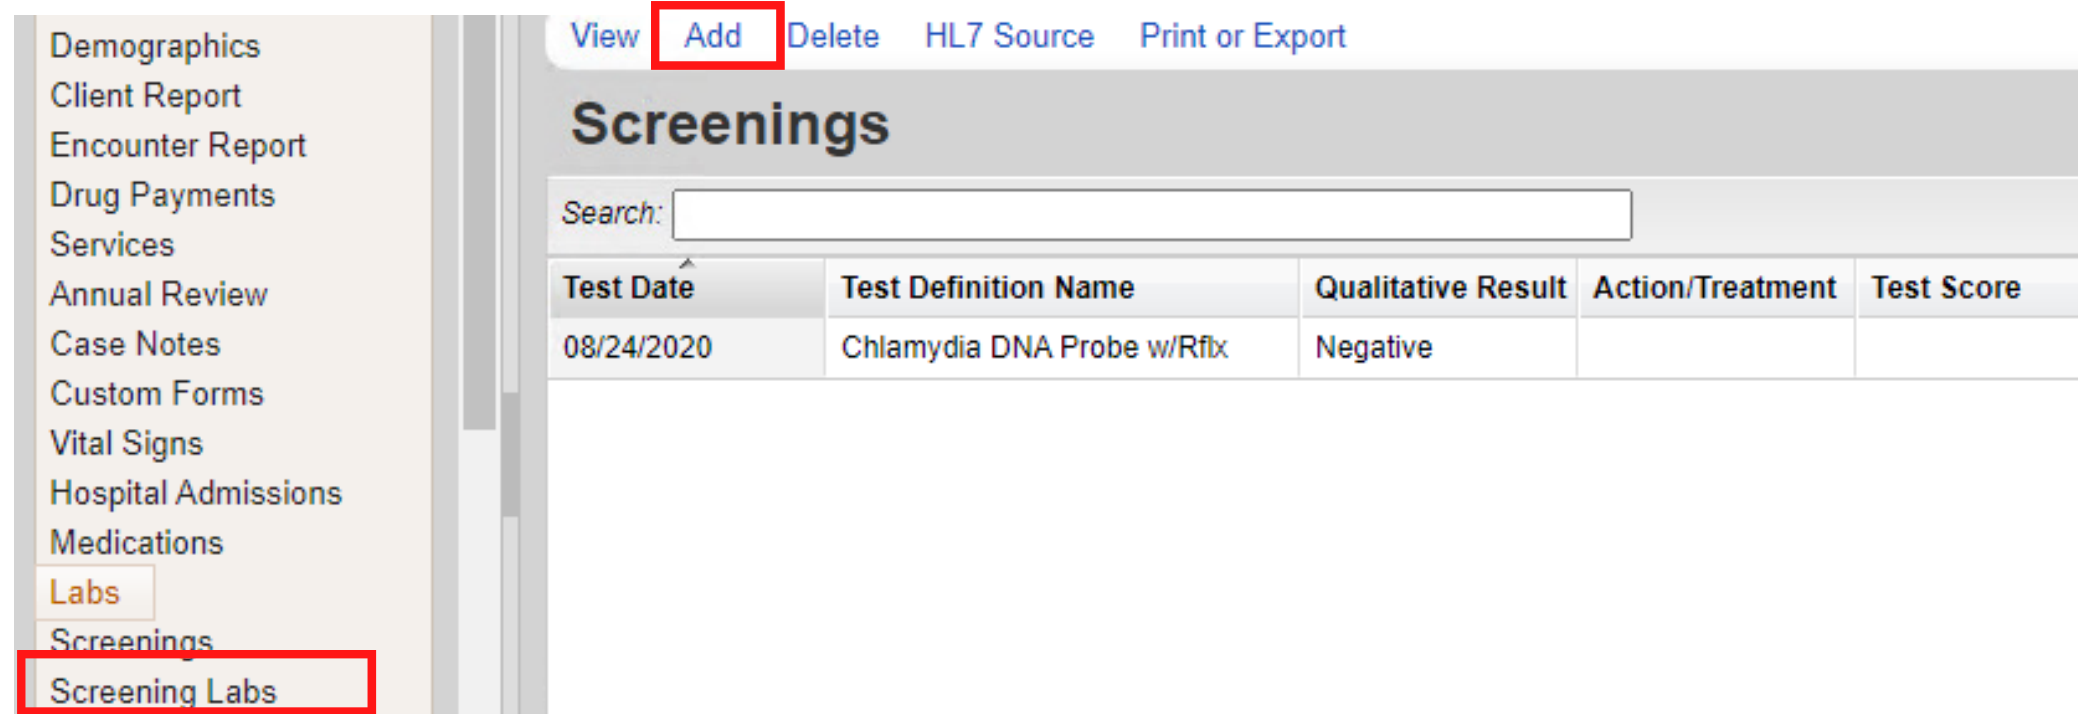 Demographics
Client Report
Encounter Report
Drug Payments
Services
Annual Review
Case Notes
Custom Forms
Vital Signs
Hospital Admissions
Medications
Labs
Screenings
Screening Labs
View Add Delete HL7 Source Print or Export
Screenings
Search:
Test Date Test Definition Name Qualitative Result Action/Treatment Test Score
08/24/2020 Chlamydia DNA Probe w/Rflx Negative